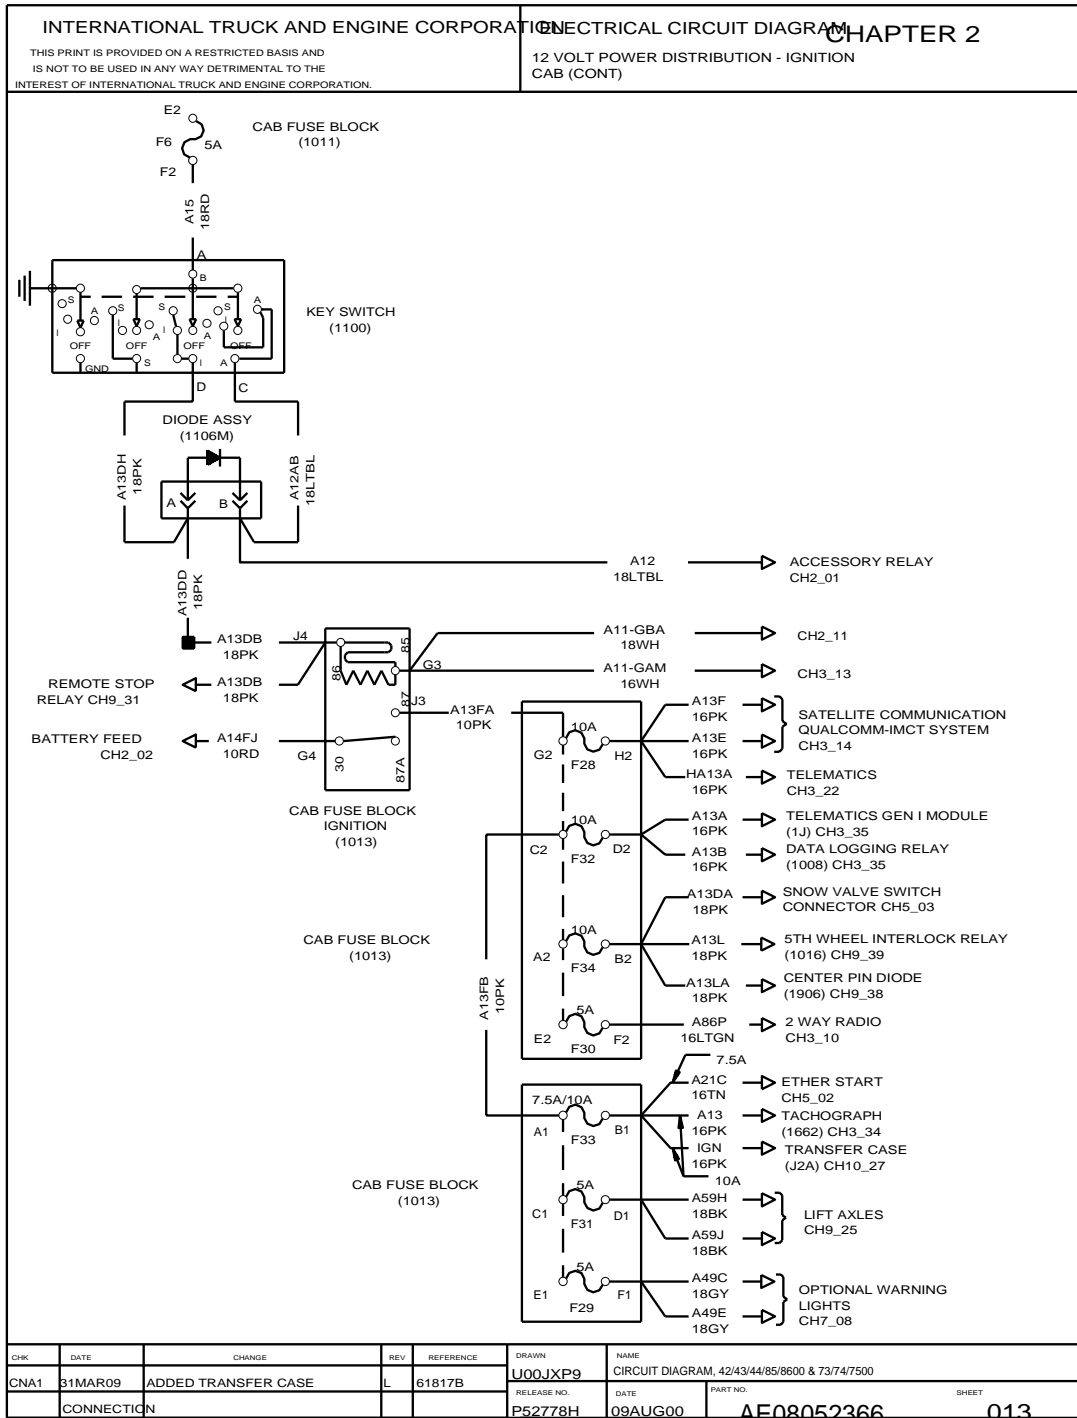 INTERNATIONAL TRUCK AND ENGINE CORPORATION
THIS PRINT IS PROVIDED ON A RESTRICTED BASIS AND
IS NOT TO BE USED IN ANY WAY DETRIMENTAL TO THE
INTEREST OF INTERNATIONAL TRUCK AND ENGINE CORPORATION.
ELECTRICAL CIRCUIT DIAGRAM
CHAPTER 2
12 VOLT POWER DISTRIBUTION - IGNITION
CAB (CONT)
E2
F6 5A
F2
CAB FUSE BLOCK
(1011)
A15
18RD
A
B
S A S S S A
I I A I A I
OFF OFF OFF OFF
GND S I A
KEY SWITCH
(1100)
D C
DIODE ASSY
(1106M)
A13DH
18PK
A12AB
18LTBL
A B
A13DD
18PK
A12
18LTBL
ACCESSORY RELAY
CH2_01
A13DB
18PK
J4
86
85
G3
A11-GBA
18WH
CH2_11
A11-GAM
16WH
CH3_13
REMOTE STOP
RELAY CH9_31
A13DB
18PK
87
J3
BATTERY FEED
CH2_02
A14FJ
10RD
G4
30
87A
CAB FUSE BLOCK
IGNITION
(1013)
A13FA
10PK
10A
G2 F28 H2
A13F
16PK
A13E
16PK
SATELLITE COMMUNICATION
QUALCOMM-IMCT SYSTEM
CH3_14
HA13A
16PK
TELEMATICS
CH3_22
10A
C2 F32 D2
A13A
16PK
TELEMATICS GEN I MODULE
(1J) CH3_35
A13B
16PK
DATA LOGGING RELAY
(1008) CH3_35
A13DA
18PK
SNOW VALVE SWITCH
CONNECTOR CH5_03
CAB FUSE BLOCK
(1013)
10A
A2 F34 B2
A13L
18PK
5TH WHEEL INTERLOCK RELAY
(1016) CH9_39
A13LA
18PK
CENTER PIN DIODE
(1906) CH9_38
A13FB
10PK
5A
E2 F30 F2
A86P
16LTGN
2 WAY RADIO
CH3_10
7.5A
A21C
16TN
ETHER START
CH5_02
7.5A/10A
A1 F33 B1
A13
16PK
TACHOGRAPH
(1662) CH3_34
IGN
16PK
TRANSFER CASE
(J2A) CH10_27
10A
CAB FUSE BLOCK
(1013)
5A
C1 F31 D1
A59H
18BK
A59J
18BK
LIFT AXLES
CH9_25
5A
E1 F29 F1
A49C
18GY
A49E
18GY
OPTIONAL WARNING
LIGHTS
CH7_08
CHK DATE CHANGE REV REFERENCE
CNA1 31MAR09 ADDED TRANSFER CASE L 61817B
CONNECTION
DRAWN
U00JXP9
NAME
CIRCUIT DIAGRAM, 42/43/44/85/8600 & 73/74/7500
RELEASE NO.
P52778H
DATE
09AUG00
PART NO.
AE08052366
SHEET
013